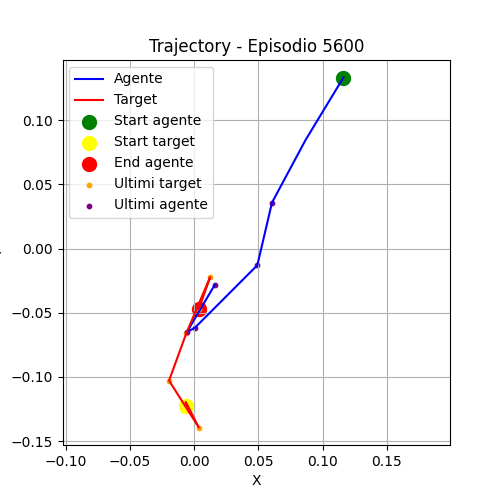 Trajectory - Episodio 5600
Agente
Target
Start agente
Start target
End agente
Ultimi target
Ultimi agente
0.10
0.05
0.00
−0.05
−0.10
−0.15
−0.10
−0.05
0.00
0.05
0.10
0.15
X